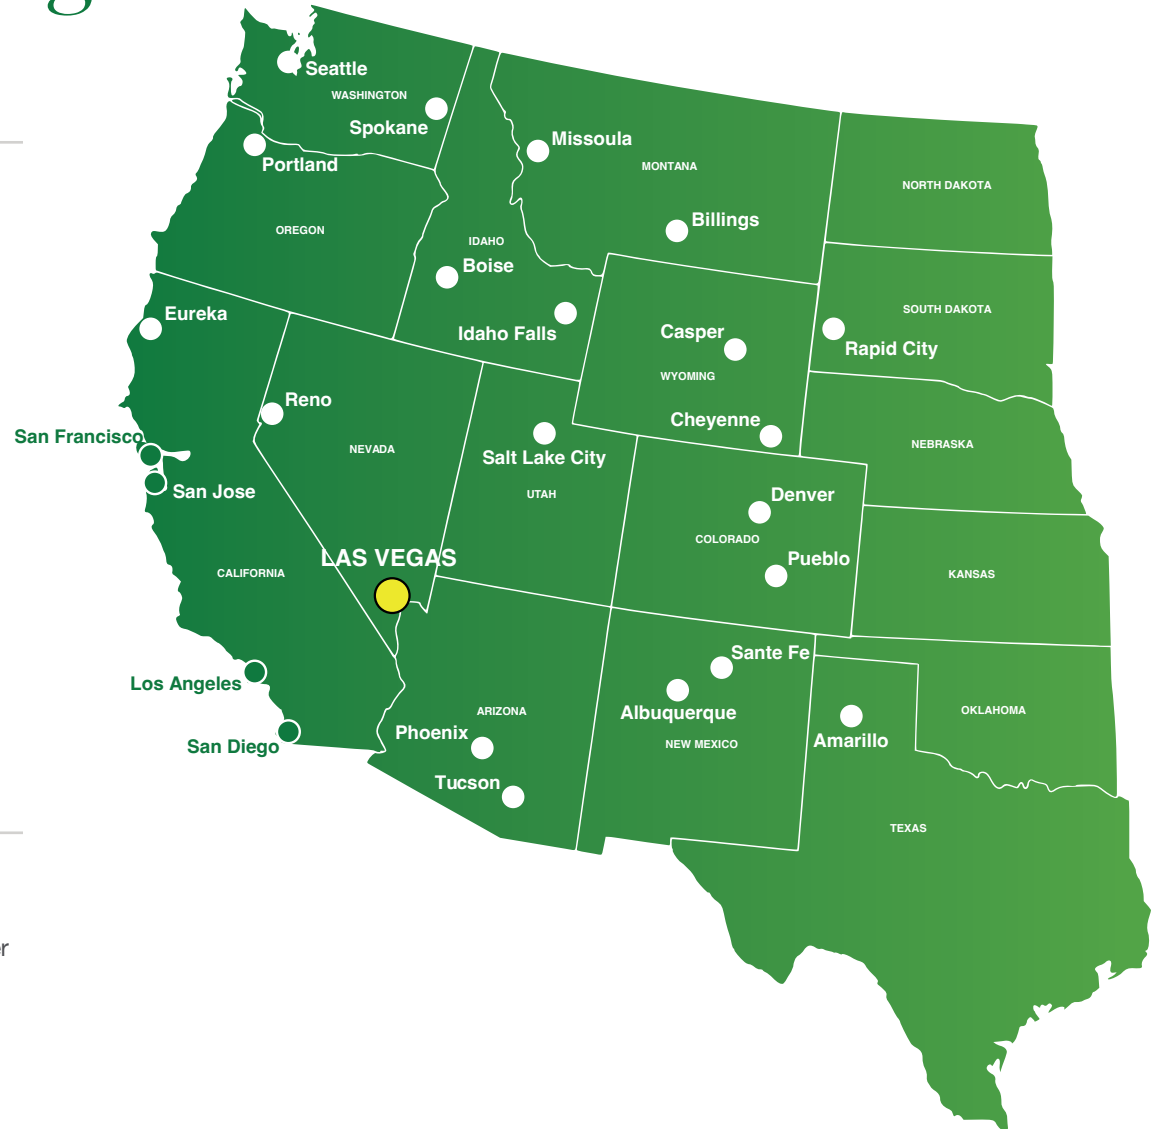 g
Seattle
WASHINGTON
Spokane
Missoula
Portland
MONTANA
NORTH DAKOTA
Billings
OREGON
IDAHO
Boise
Eureka
Idaho Falls
Casper
SOUTH DAKOTA
Rapid City
WYOMING
Reno
Cheyenne
San Francisco
NEVADA
Salt Lake City
NEBRASKA
San Jose
UTAH
Denver
COLORADO
LAS VEGAS
Pueblo
CALIFORNIA
KANSAS
Sante Fe
Los Angeles
Albuquerque
ARIZONA
OKLAHOMA
Phoenix
NEW MEXICO
Amarillo
San Diego
Tucson
TEXAS
er